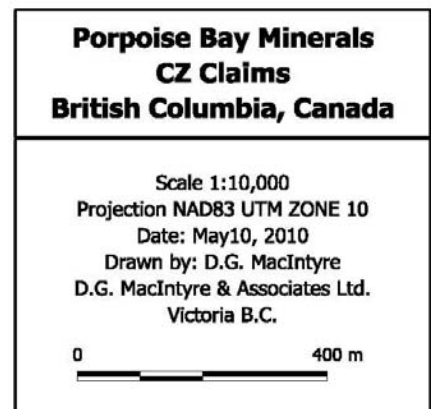 Porpoise Bay Minerals
CZ Claims
British Columbia, Canada
Scale 1:10,000
Projection NAD83 UTM ZONE 10
Date: May10, 2010
Drawn by: D.G. MacIntyre
D.G. MacIntyre & Associates Ltd.
Victoria B.C.
0 400 m